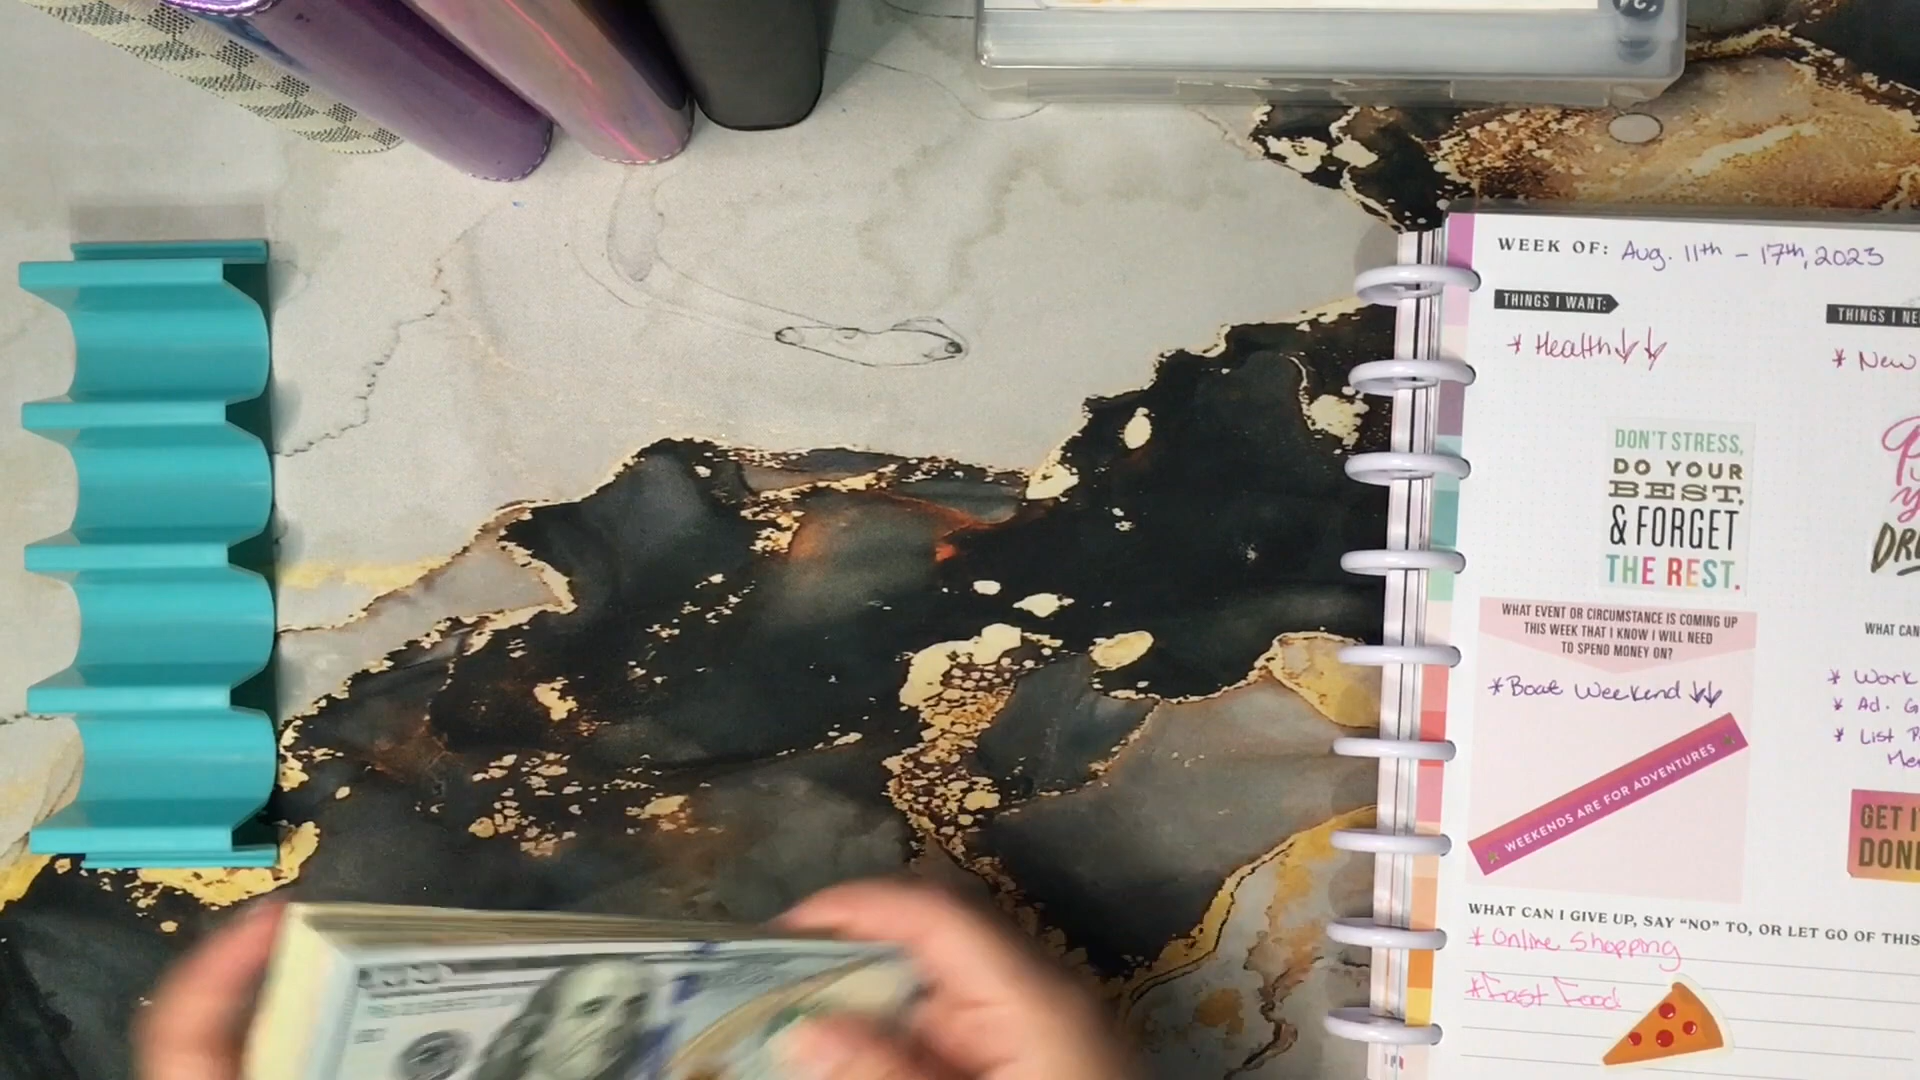 WEEK OF: Aug. 11th - 17th, 2023
THINGS I WANT:
* Health
DON'T STRESS,
DO YOUR
BEST,
& FORGET
THE REST.
WHAT EVENT OR CIRCUMSTANCE IS COMING UP
THIS WEEK THAT I KNOW I WILL NEED
TO SPEND MONEY ON?
* Boat Weekend
WEEKENDS ARE FOR ADVENTURES
WHAT CAN I GIVE UP, SAY "NO" TO, OR LET GO OF THIS
* Online Shopping
* Fast Food
THINGS I
* New
WHAT CAN
* Work
* Ad.
* List
GET